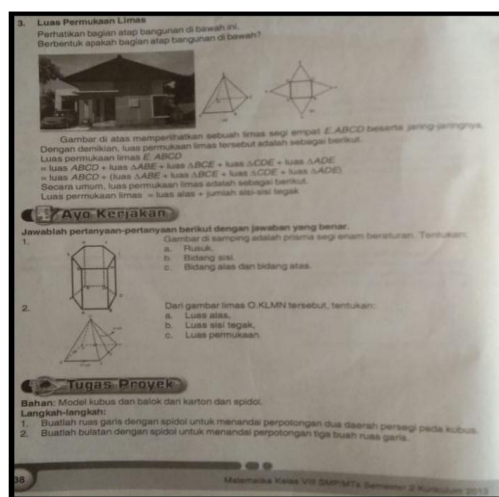 3. Luas Permukaan Limas
Perhatikan bagian atap bangunan di bawah ini.
Berbentuk apakah bagian atap bangunan di bawah?
Gambar di atas memperlihatkan sebuah limas segi empat E.ABCD beserta jaring-jaringnya.
Dengan demikian, luas permukaan limas tersebut adalah sebagai berikut.
Luas permukaan limas E.ABCD
= luas ABCD + luas ΔABE + luas ΔBCE + luas ΔCDE + luas ΔADE
= luas ABCD + (luas ΔABE + luas ΔBCE + luas ΔCDE + luas ΔADE)
Secara umum, luas permukaan limas adalah sebagai berikut.
Luas permukaan limas = luas alas + jumlah sisi-sisi tegak
Ayo Kerjakan
Jawablah pertanyaan-pertanyaan berikut dengan jawaban yang benar.
1. Gambar di samping adalah prisma segi enam beraturan. Tentukan:
a. Rusuk,
b. Bidang sisi,
c. Bidang alas dan bidang atas.
2. Dari gambar limas O.KLMN tersebut, tentukan:
a. Luas alas,
b. Luas sisi tegak,
c. Luas permukaan.
Tugas Proyek
Bahan: Model kubus dan balok dari karton dan spidol.
Langkah-langkah:
1. Buatlah ruas garis dengan spidol untuk menandai perpotongan dua daerah persegi pada kubus.
2. Buatlah bulatan dengan spidol untuk menandai perpotongan tiga buah ruas garis.
38
Matematika Kelas VIII SMP/MTs Semester 2 Kurikulum 2013